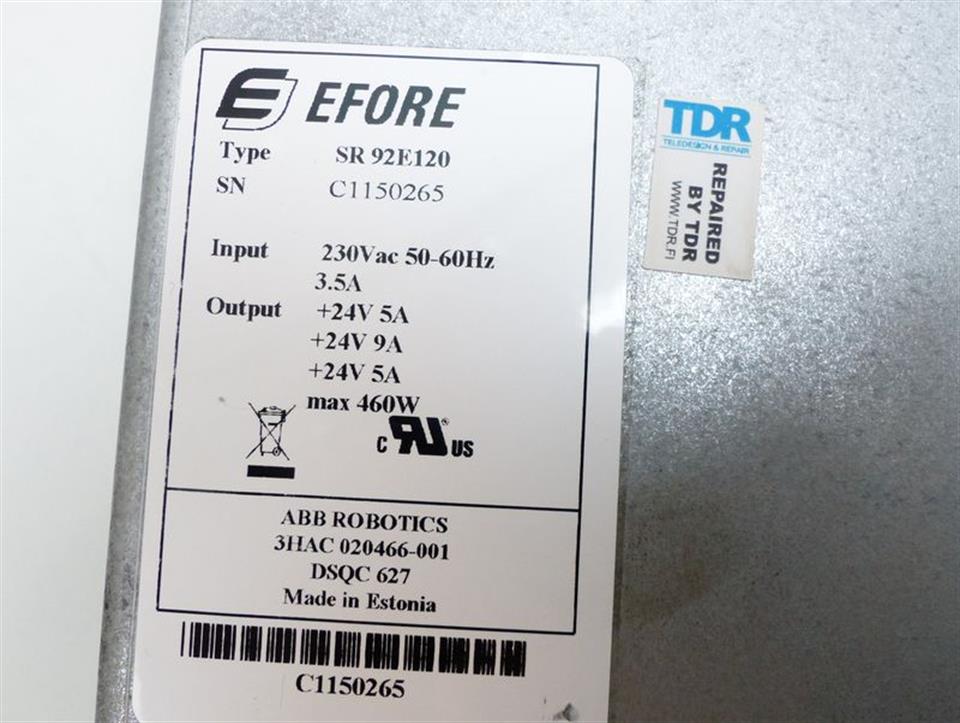 EFORE
Type SR 92E120
SN C1150265
Input 230Vac 50-60Hz
3.5A
Output +24V 5A
+24V 9A
+24V 5A
max 460W
C RU ® US
ABB ROBOTICS
3HAC 020466-001
DSQC 627
Made in Estonia
C1150265
TDR
TELEDESIGN & REPAIR
REPAIRED
BY TDR
WWW.TDR.FI